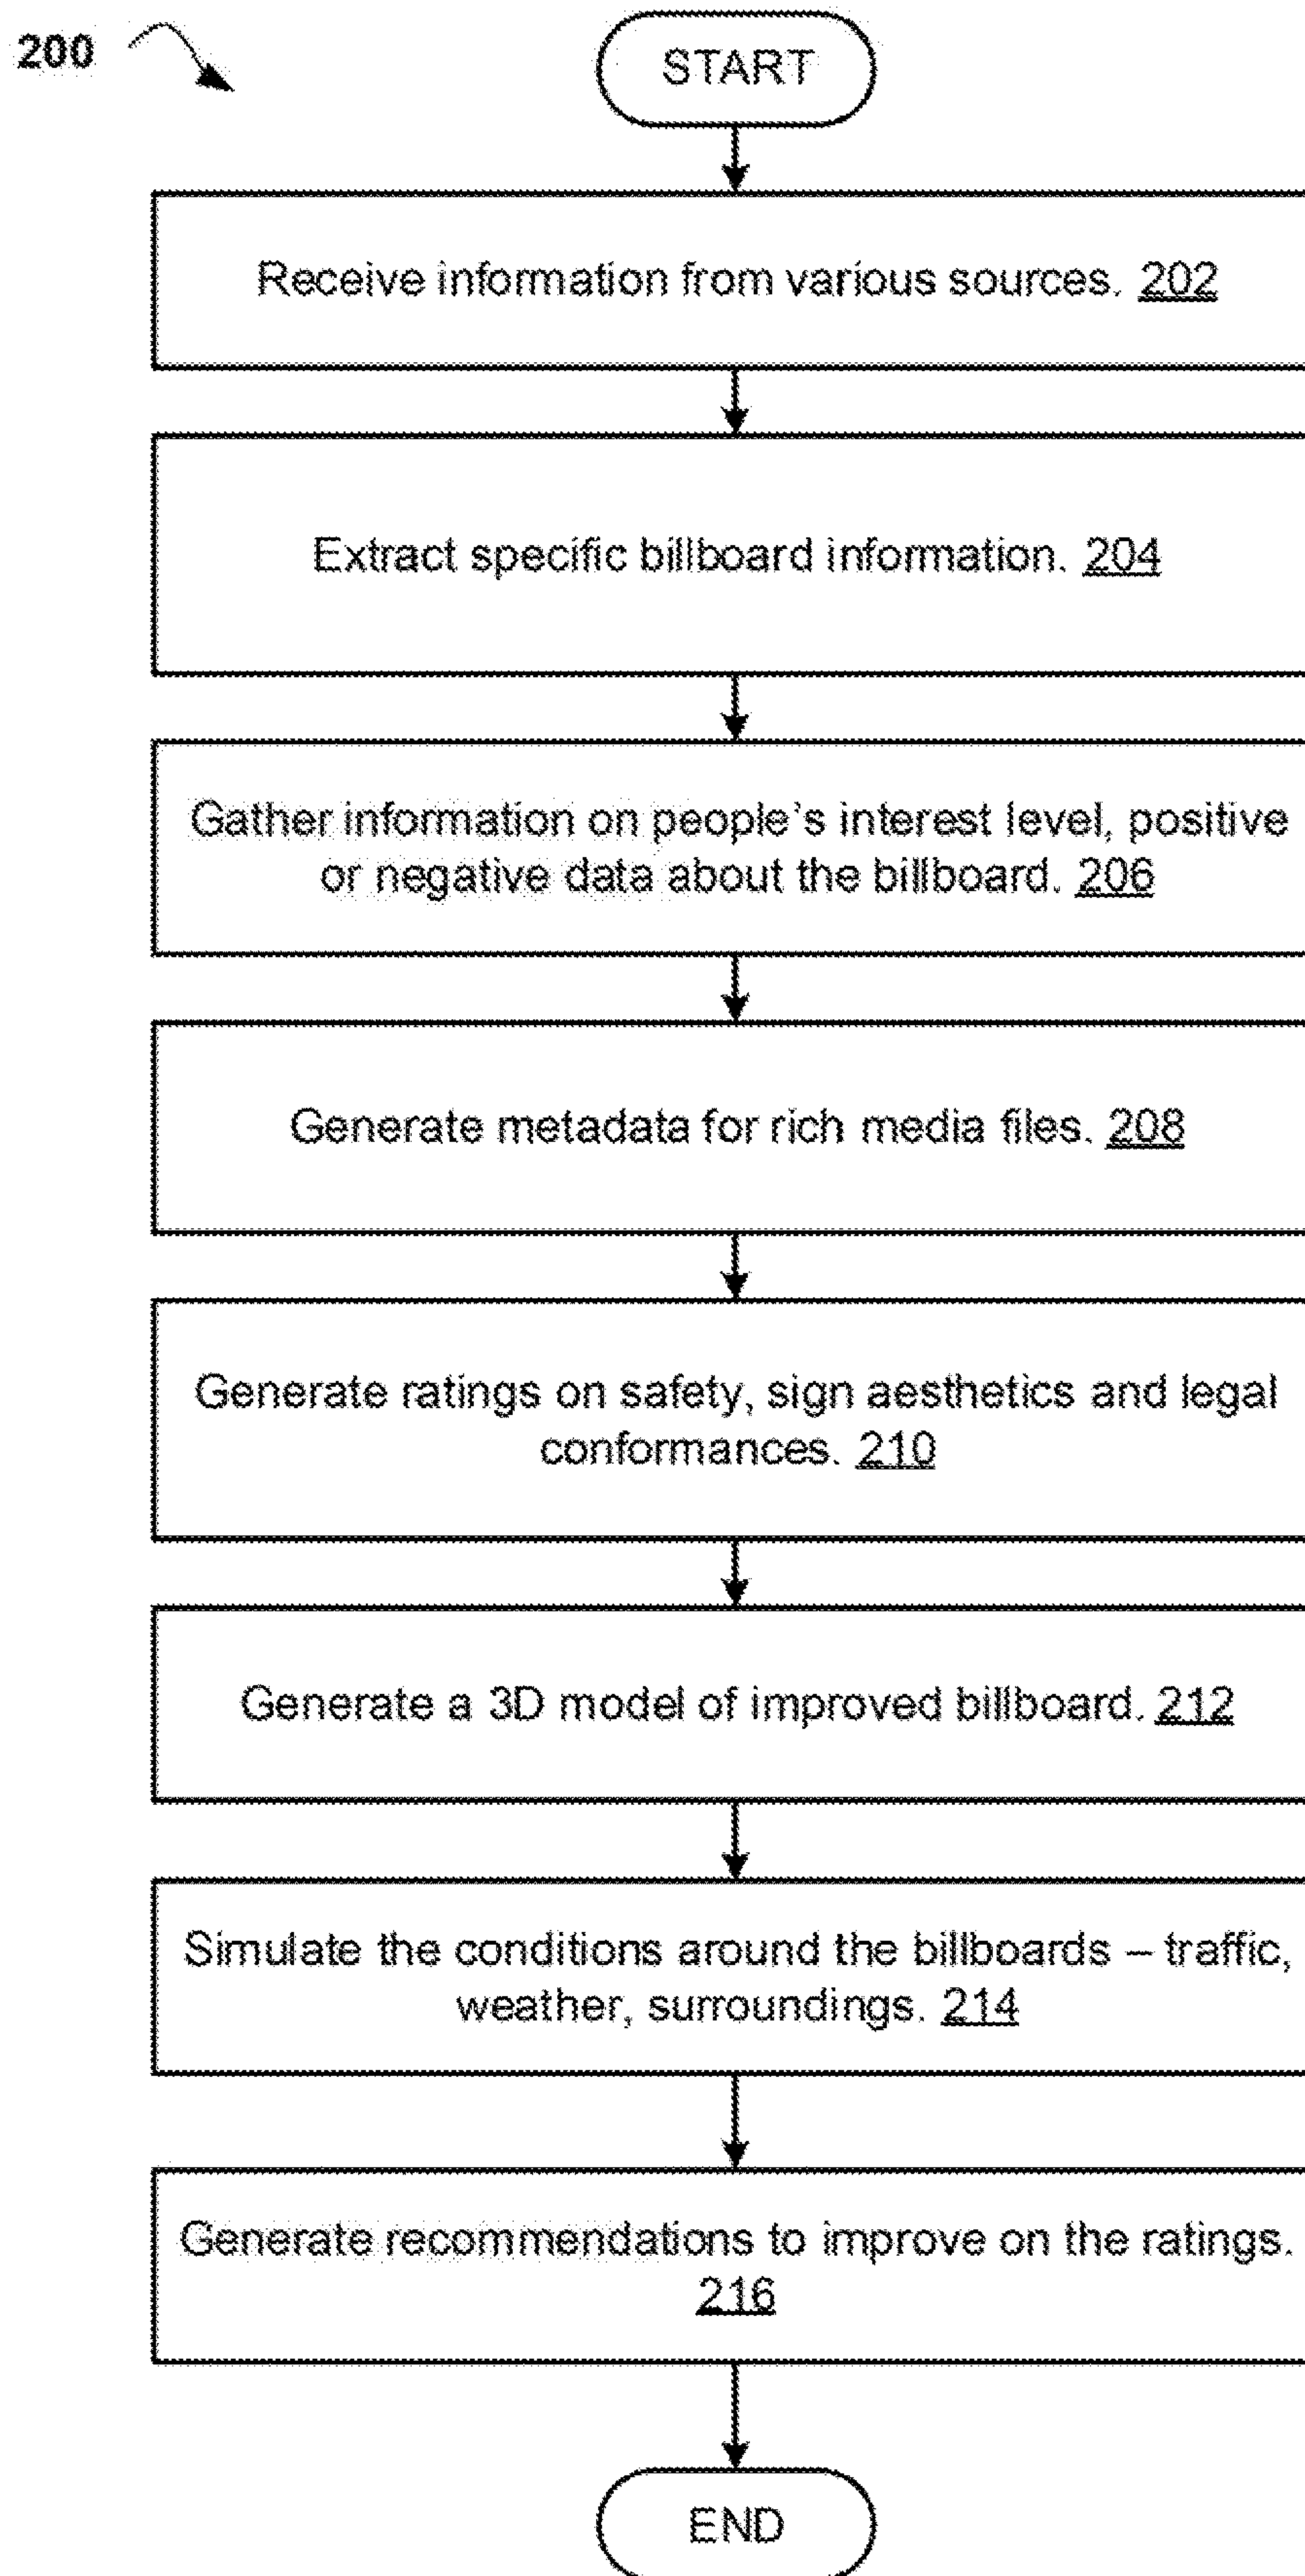 200
START
Receive information from various sources. 202
Extract specific billboard information. 204
Gather information on people's interest level, positive
or negative data about the billboard. 206
Generate metadata for rich media files. 208
Generate ratings on safety, sign aesthetics and legal
conformances. 210
Generate a 3D model of improved billboard. 212
Simulate the conditions around the billboards – traffic,
weather, surroundings. 214
Generate recommendations to improve on the ratings.
216
END